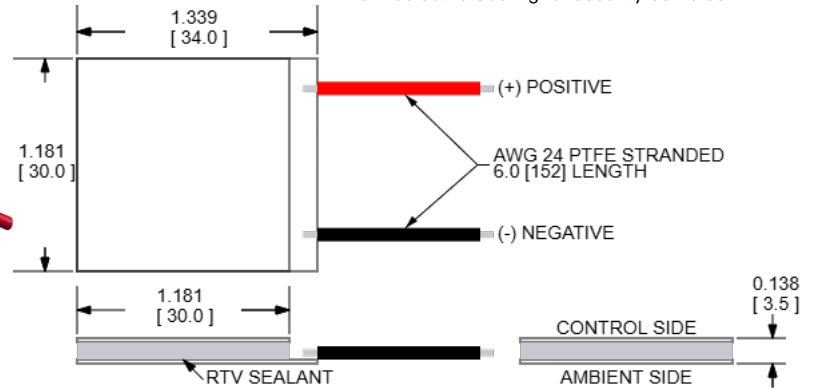 1.339
[ 34.0 ]
(+) POSITIVE
1.181
[ 30.0 ]
AWG 24 PTFE STRANDED
6.0 [152] LENGTH
(-) NEGATIVE
1.181
[ 30.0 ]
0.138
[ 3.5 ]
CONTROL SIDE
RTV SEALANT
AMBIENT SIDE